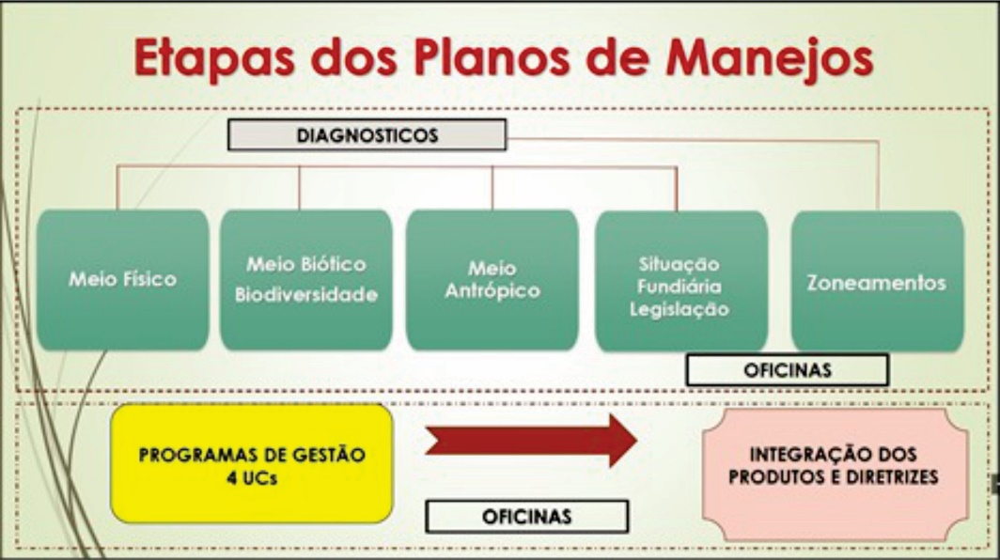 Etapas dos Planos de Manejos
DIAGNOSTICOS
Meio Físico
Meio Biótico
Biodiversidade
Meio
Antrópico
Situação
Fundiária
Legislação
Zoneamentos
OFICINAS
PROGRAMAS DE GESTÃO
4 UCs
OFICINAS
INTEGRAÇÃO DOS
PRODUTOS E DIRETRIZES